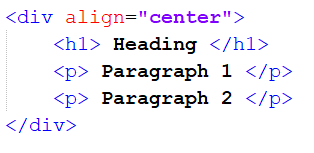 <div align="center">
    <h1> Heading </h1>
    <p> Paragraph 1 </p>
    <p> Paragraph 2 </p>
</div>